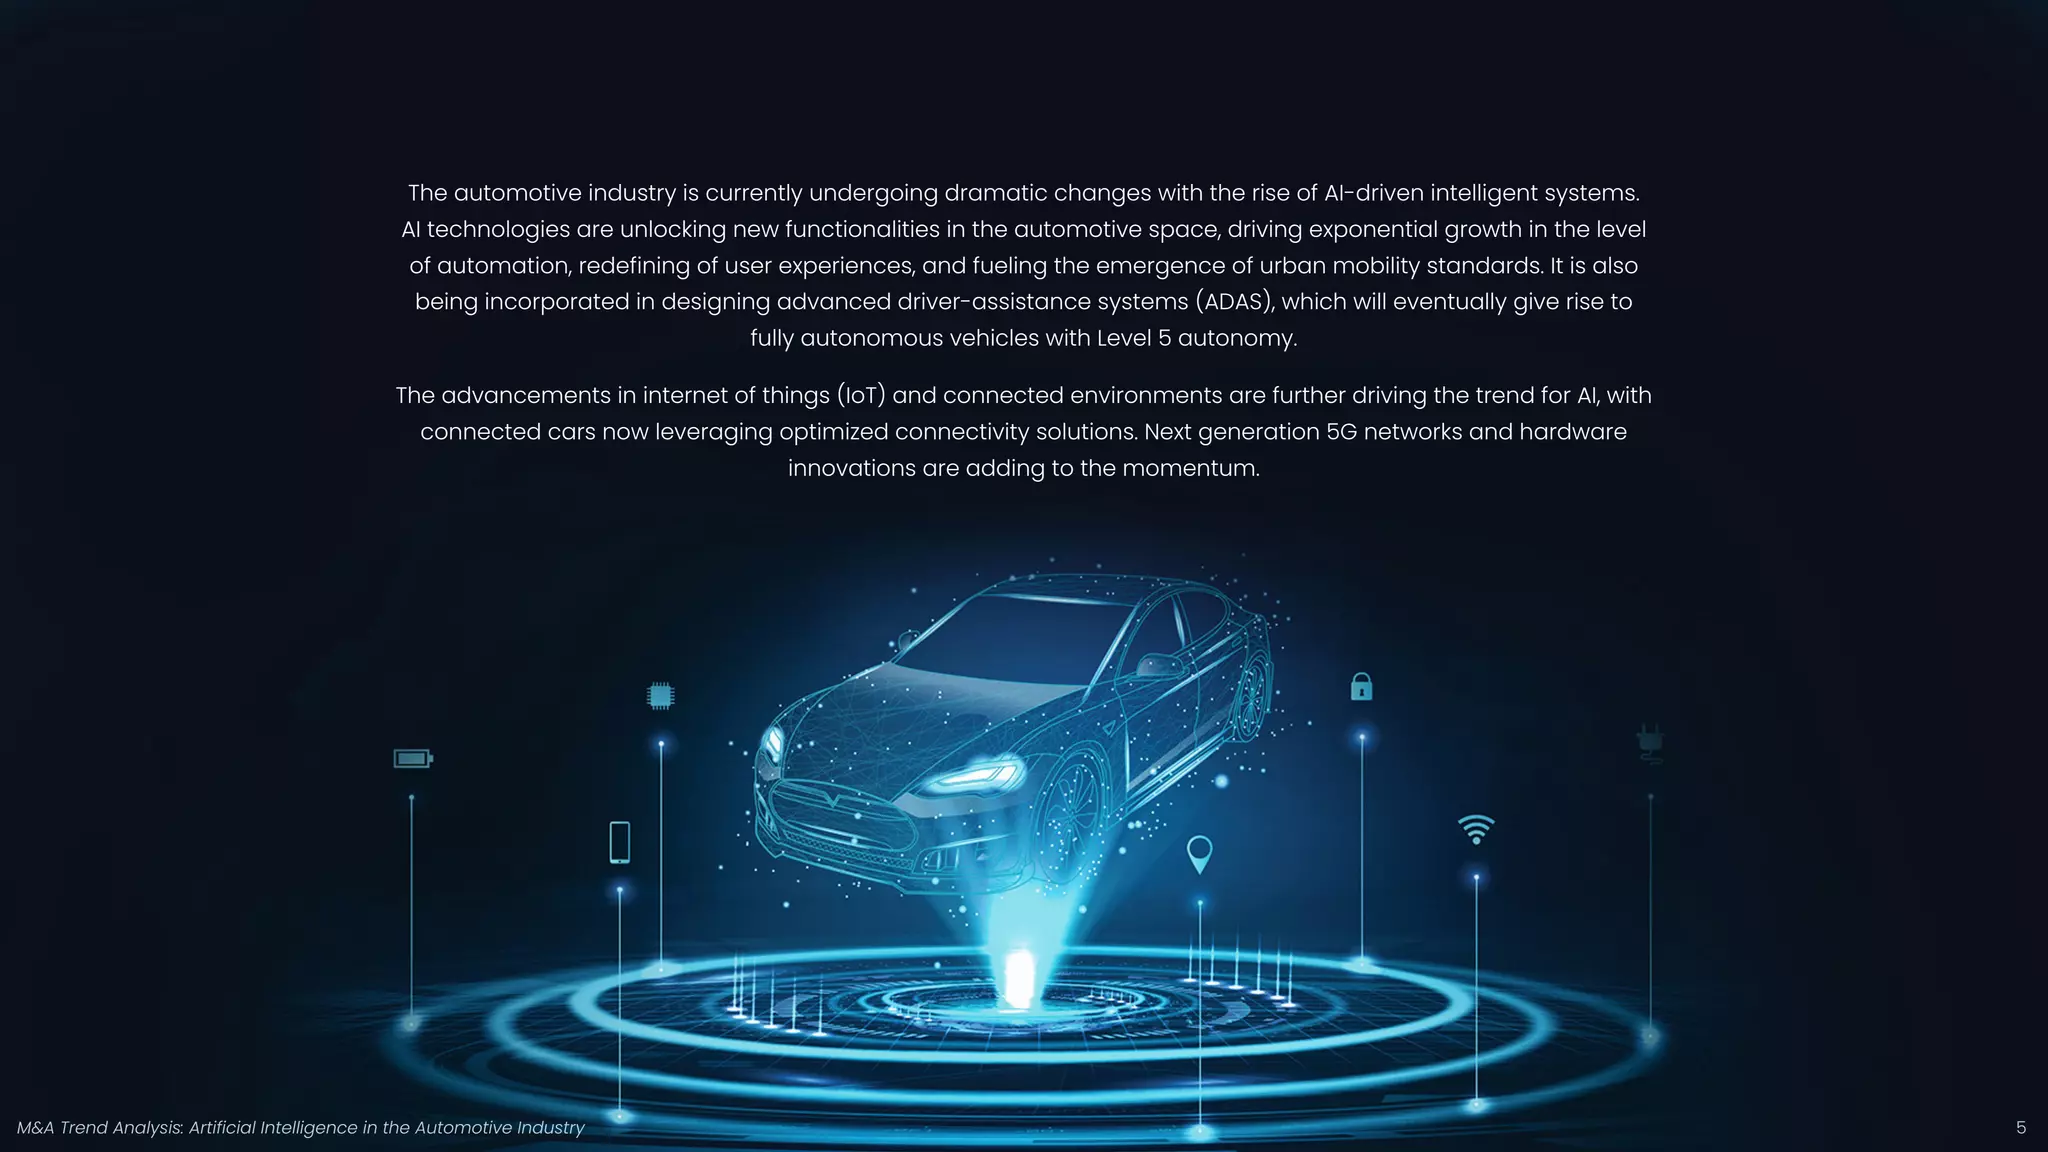 The automotive industry is currently undergoing dramatic changes with the rise of AI-driven intelligent systems.
AI technologies are unlocking new functionalities in the automotive space, driving exponential growth in the level
of automation, redefining of user experiences, and fueling the emergence of urban mobility standards. It is also
being incorporated in designing advanced driver-assistance systems (ADAS), which will eventually give rise to
fully autonomous vehicles with Level 5 autonomy.
The advancements in internet of things (IoT) and connected environments are further driving the trend for AI, with
connected cars now leveraging optimized connectivity solutions. Next generation 5G networks and hardware
innovations are adding to the momentum.
M&A Trend Analysis: Artificial Intelligence in the Automotive Industry
5